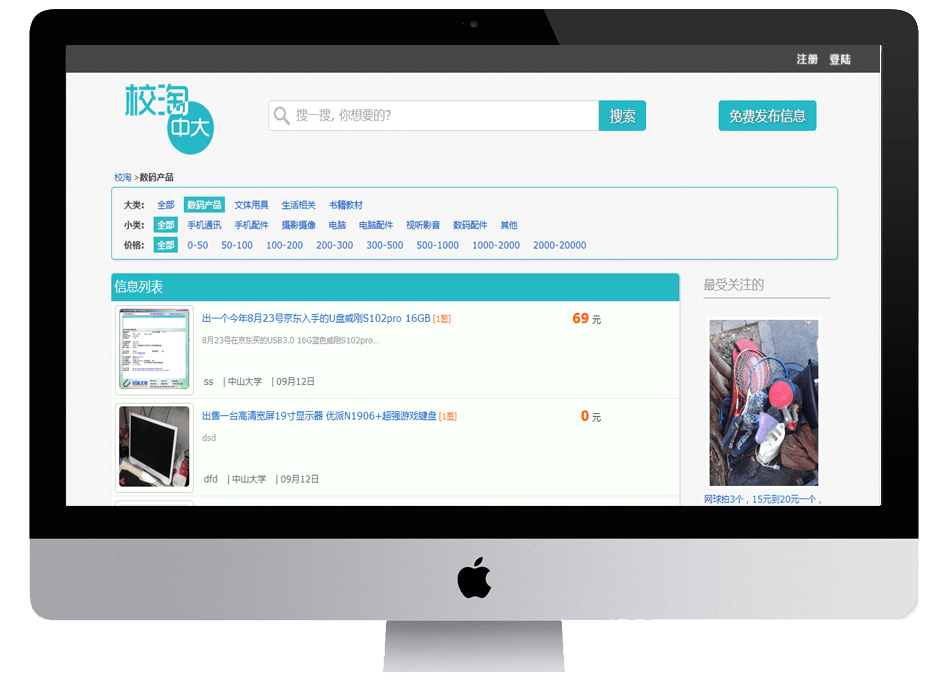 注册 登陆
校淘
中大
搜一搜, 你想要的?
搜索
免费发布信息
校淘 >数码产品
大类: 全部 数码产品 文体用具 生活相关 书籍教材
小类: 全部 手机通讯 手机配件 摄影摄像 电脑 电脑配件 视听影音 数码配件 其他
价格: 全部 0-50 50-100 100-200 200-300 300-500 500-1000 1000-2000 2000-20000
信息列表
出一个今年8月23号京东入手的U盘威刚S102pro 16GB [1图]
69 元
8月23号在京东买的USB3.0 16G蓝色威刚S102pro...
ss | 中山大学 | 09月12日
出售一台高清宽屏19寸显示器 优派N1906+超强游戏键盘 [1图]
0 元
dsd
dfd | 中山大学 | 09月12日
最受关注的
网球拍3个，15元到20元一个，